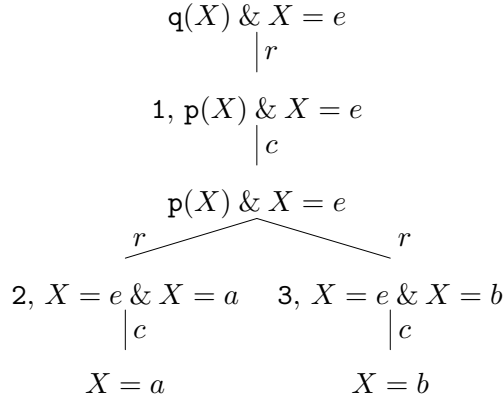 q(X) & X = e
r
1, p(X) & X = e
c
p(X) & X = e
r r
2, X = e & X = a 3, X = e & X = b
c c
X = a X = b